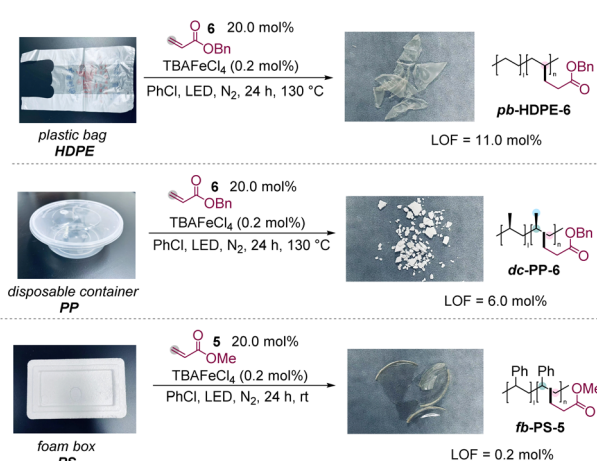 6 20.0 mol%
OBn
O
TBAFeCl4 (0.2 mol%)
PhCl, LED, N2, 24 h, 130 °C
plastic bag
HDPE
OBn
O
n
pb-HDPE-6
LOF = 11.0 mol%
6 20.0 mol%
OBn
O
TBAFeCl4 (0.2 mol%)
PhCl, LED, N2, 24 h, 130 °C
disposable container
PP
OBn
O
n
dc-PP-6
LOF = 6.0 mol%
5 20.0 mol%
OMe
O
TBAFeCl4 (0.2 mol%)
PhCl, LED, N2, 24 h, rt
foam box
PS
Ph Ph
OMe
O
n
fb-PS-5
LOF = 0.2 mol%